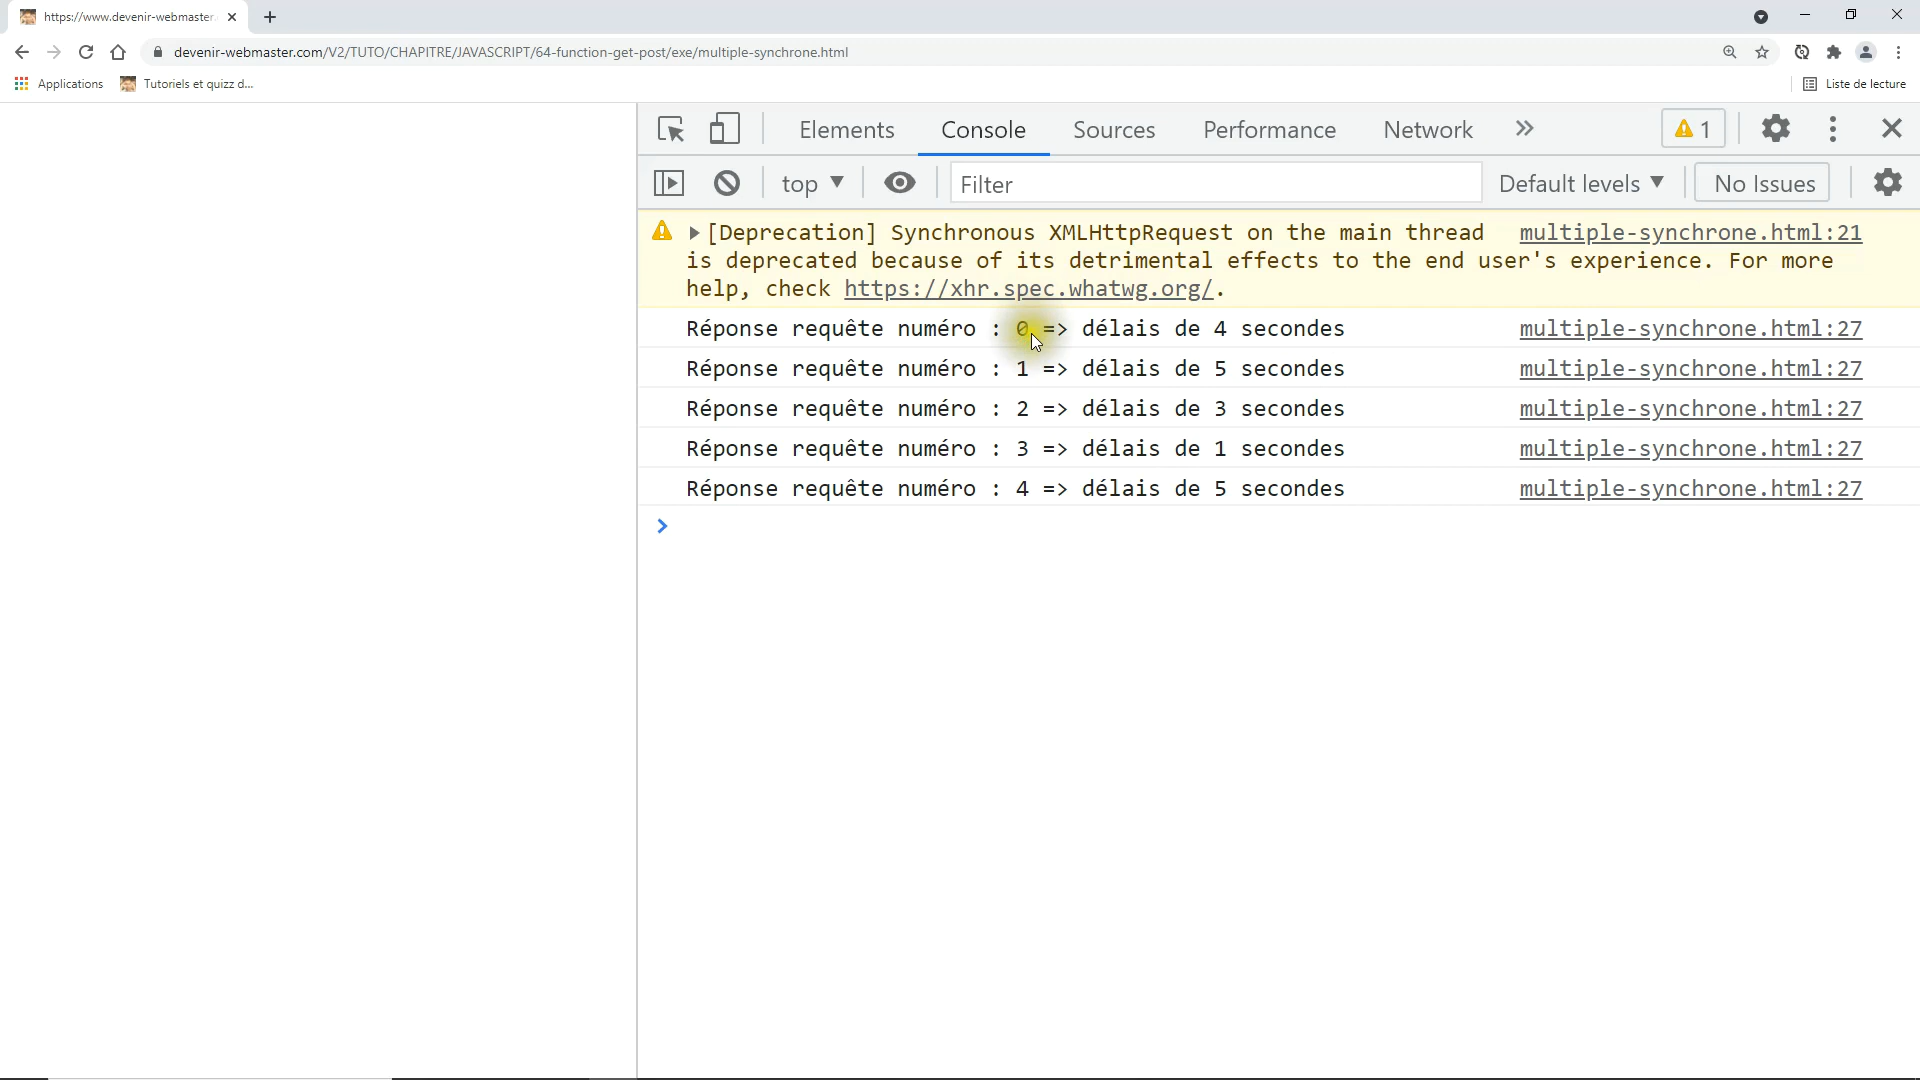 https://www.devenir-webmaster.
devenir-webmaster.com/V2/TUTO/CHAPITRE/JAVASCRIPT/64-function-get-post/exe/multiple-synchrone.html
Applications Tutoriels et quizz d... Liste de lecture
Elements Console Sources Performance Network 1
top Filter Default levels No Issues
[Deprecation] Synchronous XMLHttpRequest on the main thread multiple-synchrone.html:21
is deprecated because of its detrimental effects to the end user's experience. For more
help, check https://xhr.spec.whatwg.org/.
Réponse requête numéro : 0 => délais de 4 secondes multiple-synchrone.html:27
Réponse requête numéro : 1 => délais de 5 secondes multiple-synchrone.html:27
Réponse requête numéro : 2 => délais de 3 secondes multiple-synchrone.html:27
Réponse requête numéro : 3 => délais de 1 secondes multiple-synchrone.html:27
Réponse requête numéro : 4 => délais de 5 secondes multiple-synchrone.html:27